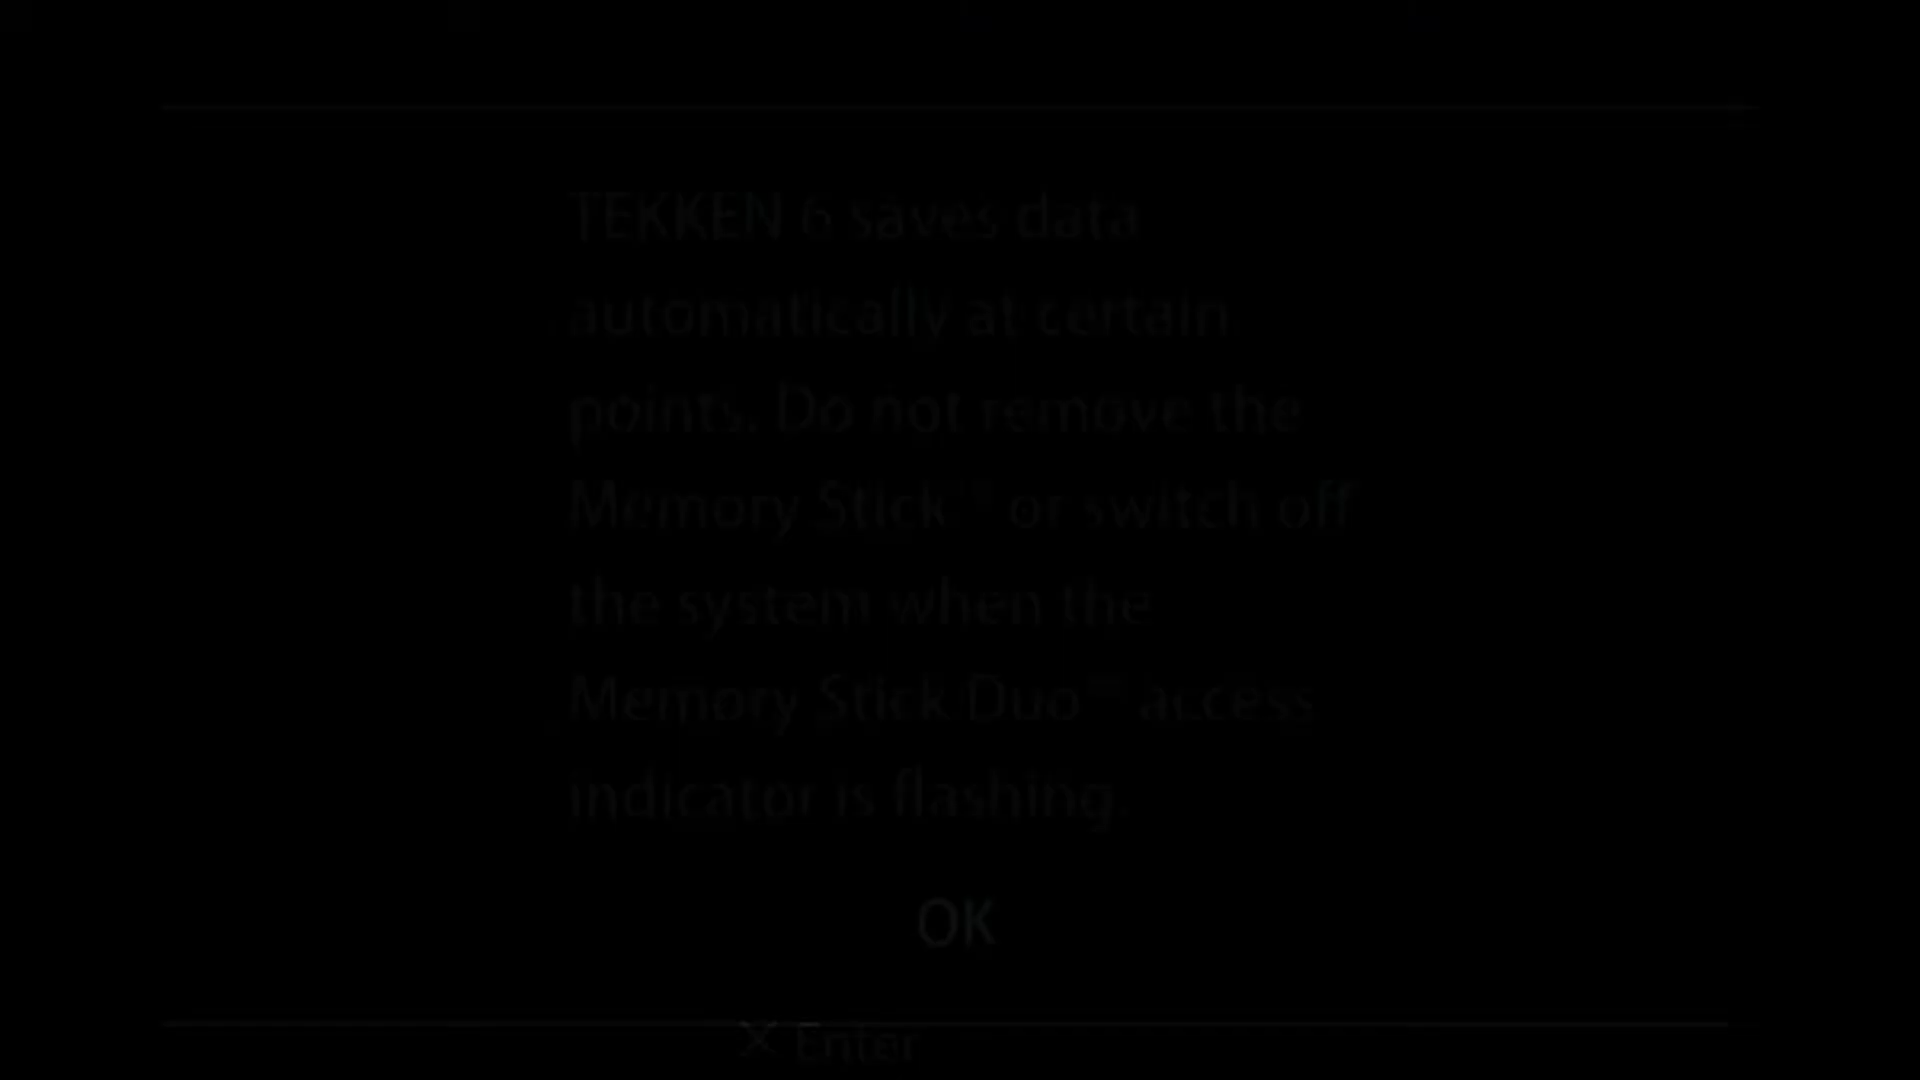 TEKKEN 6 saves data
automatically at certain
points. Do not remove the
Memory Stick™ or switch off
the system when the
Memory Stick Duo™ access
indicator is flashing.
OK
X Enter